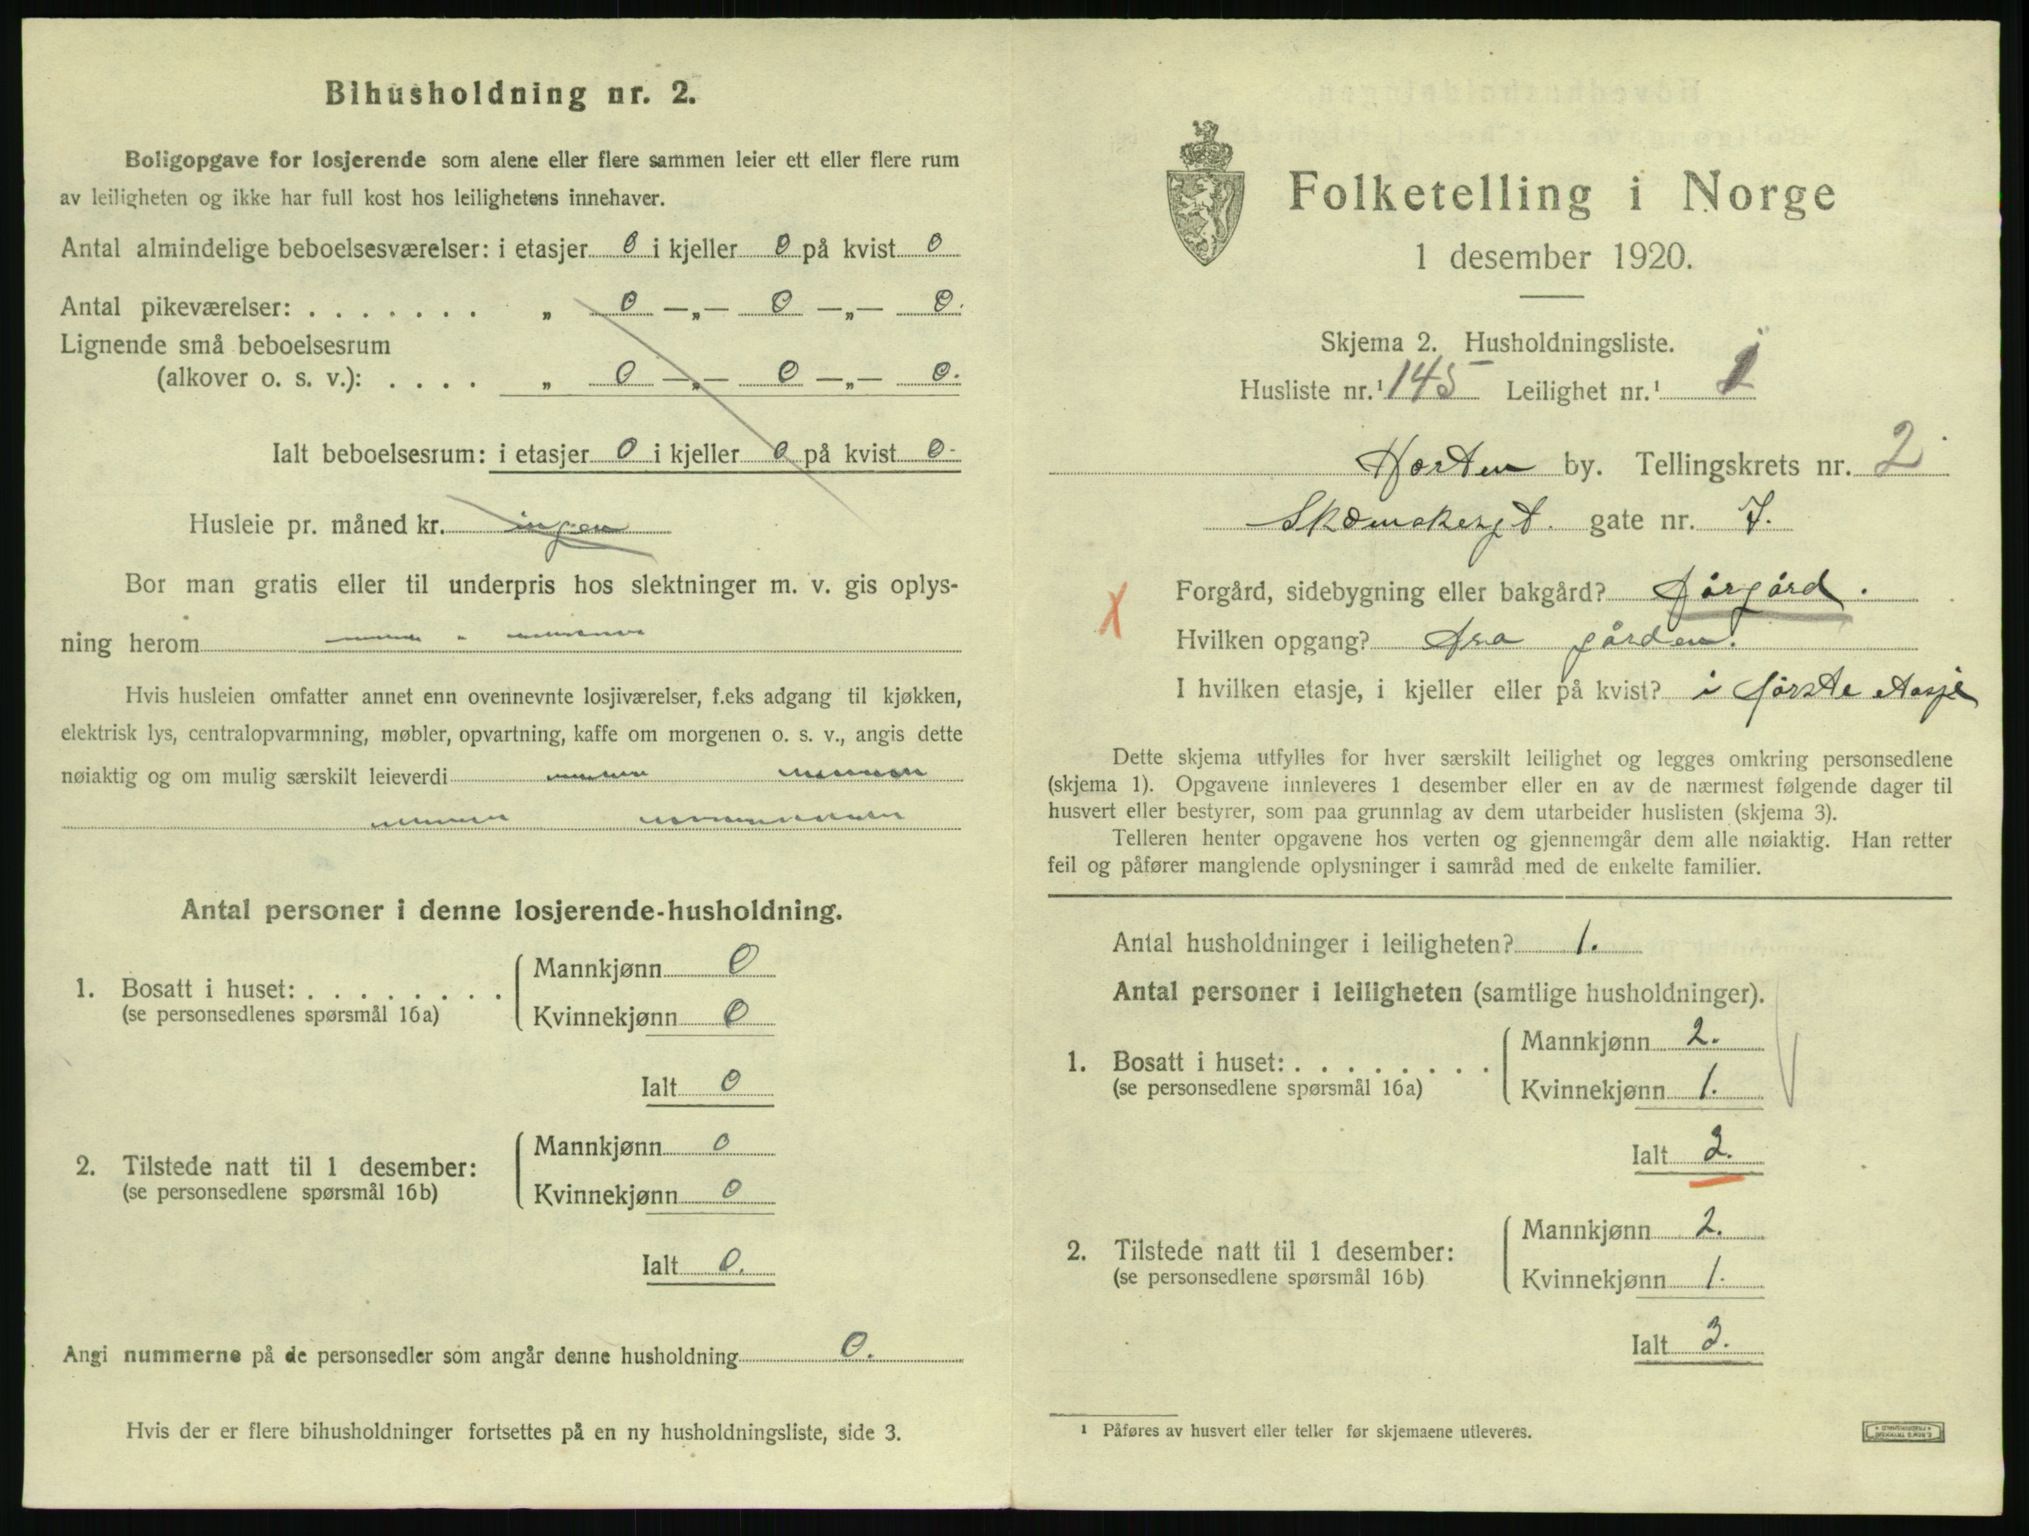 Bihusholdning nr. 2.
Boligopgave for losjerende som alene eller flere sammen leier ett eller flere rum
av leiligheten og ikke har full kost hos leilighetens innehaver.
Antal almindelige beboelsesværelser: i etasjer 0 i kjeller 0 på kvist 0
Antal pikeværelser: . . . . . . . „ 0 —„— 0 —„— 0.
Lignende små beboelsesrum
(alkover o. s. v.): . . . . „ 0 —„— 0 —„— 0.
Ialt beboelsesrum: i etasjer 0 i kjeller 0 på kvist 0.
Husleie pr. måned kr. ingen
Bor man gratis eller til underpris hos slektninger m. v. gis oplys-
ning herom
Hvis husleien omfatter annet enn ovennevnte losjiværelser, f.eks adgang til kjøkken,
elektrisk lys, centralopvarmning, møbler, opvartning, kaffe om morgenen o. s. v., angis dette
nøiaktig og om mulig særskilt leieverdi
Antal personer i denne losjerende-husholdning.
1. Bosatt i huset: . . . . . . . . Mannkjønn 0
(se personsedlenes spørsmål 16a) Kvinnekjønn 0
Ialt 0
2. Tilstede natt til 1 desember: Mannkjønn 0
(se personsedlene spørsmål 16b) Kvinnekjønn 0
Ialt 0.
Angi nummerne på de personsedler som angår denne husholdning 0.
Hvis der er flere bihusholdninger fortsettes på en ny husholdningsliste, side 3.
Folketelling i Norge
1 desember 1920.
Skjema 2. Husholdningsliste.
Husliste nr.¹ 145 Leilighet nr.¹
Horten by. Tellingskrets nr. 2
gate nr. 7.
X Forgård, sidebygning eller bakgård? Førgård.
Hvilken opgang? fra gården.
I hvilken etasje, i kjeller eller på kvist? i første etasje
Dette skjema utfylles for hver særskilt leilighet og legges omkring personsedlene
(skjema 1). Opgavene innleveres 1 desember eller en av de nærmest følgende dager til
husvert eller bestyrer, som paa grunnlag av dem utarbeider huslisten (skjema 3).
Telleren henter opgavene hos verten og gjennemgår dem alle nøiaktig. Han retter
feil og påfører manglende oplysninger i samråd med de enkelte familier.
Antal husholdninger i leiligheten? 1.
Antal personer i leiligheten (samtlige husholdninger).
1. Bosatt i huset: . . . . . . . . Mannkjønn 2.
(se personsedlene spørsmål 16a) Kvinnekjønn 1.
Ialt 3.
2. Tilstede natt til 1 desember: Mannkjønn 2.
(se personsedlene spørsmål 16b) Kvinnekjønn 1.
Ialt 3.
¹ Påføres av husvert eller teller før skjemaene utleveres.